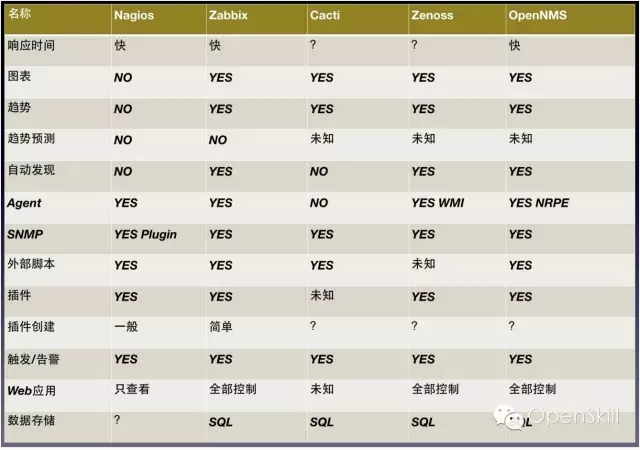 名称 Nagios Zabbix Cacti Zenoss OpenNMS
响应时间 快 快 ? ? 快
图表 NO YES YES YES YES
趋势 NO YES YES YES YES
趋势预测 NO NO 未知 未知 未知
自动发现 NO YES NO YES YES
Agent YES YES NO YES WMI YES NRPE
SNMP YES Plugin YES YES YES YES
外部脚本 YES YES YES 未知 YES
插件 YES YES 未知 YES YES
插件创建 一般 简单 ? ? ?
触发/告警 YES YES YES YES YES
Web应用 只查看 全部控制 未知 全部控制 全部控制
数据存储 ? SQL SQL SQL SQL
OpenSkill